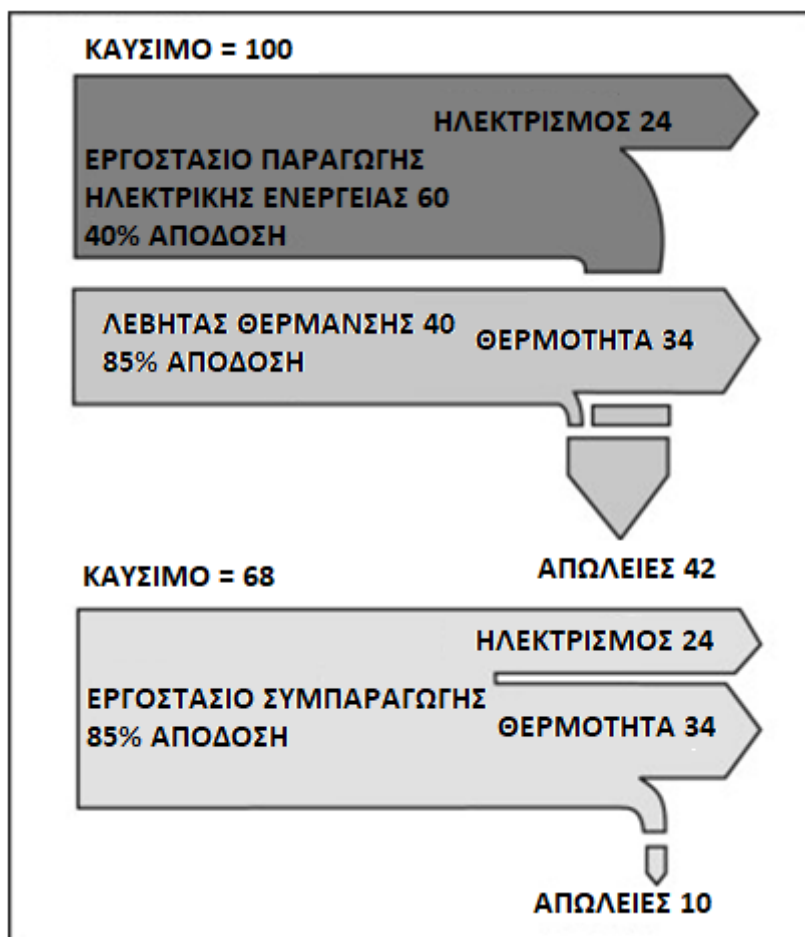 ΚΑΥΣΙΜΟ = 100
ΗΛΕΚΤΡΙΣΜΟΣ 24
ΕΡΓΟΣΤΑΣΙΟ ΠΑΡΑΓΩΓΗΣ
ΗΛΕΚΤΡΙΚΗΣ ΕΝΕΡΓΕΙΑΣ 60
40% ΑΠΟΔΟΣΗ
ΛΕΒΗΤΑΣ ΘΕΡΜΑΝΣΗΣ 40
85% ΑΠΟΔΟΣΗ
ΘΕΡΜΟΤΗΤΑ 34
ΑΠΩΛΕΙΕΣ 42
ΚΑΥΣΙΜΟ = 68
ΗΛΕΚΤΡΙΣΜΟΣ 24
ΕΡΓΟΣΤΑΣΙΟ ΣΥΜΠΑΡΑΓΩΓΗΣ
85% ΑΠΟΔΟΣΗ
ΘΕΡΜΟΤΗΤΑ 34
ΑΠΩΛΕΙΕΣ 10